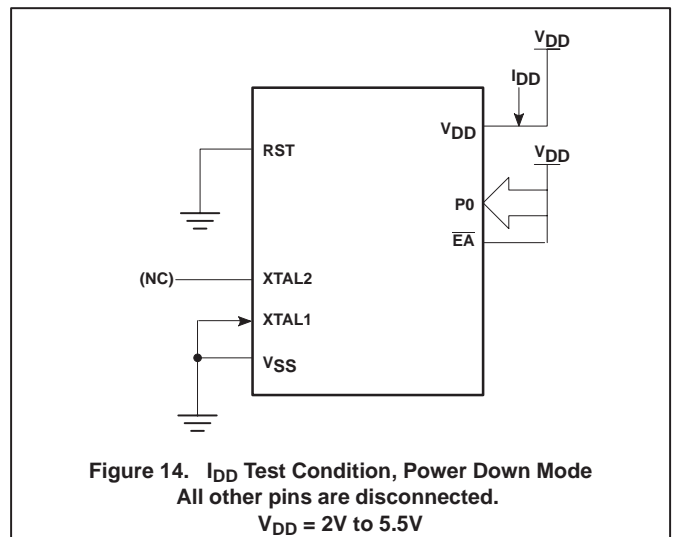 VDD
IDD
VDD
RST
VDD
P0
EA
(NC)
XTAL2
XTAL1
VSS
Figure 14. IDD Test Condition, Power Down Mode
All other pins are disconnected.
VDD = 2V to 5.5V